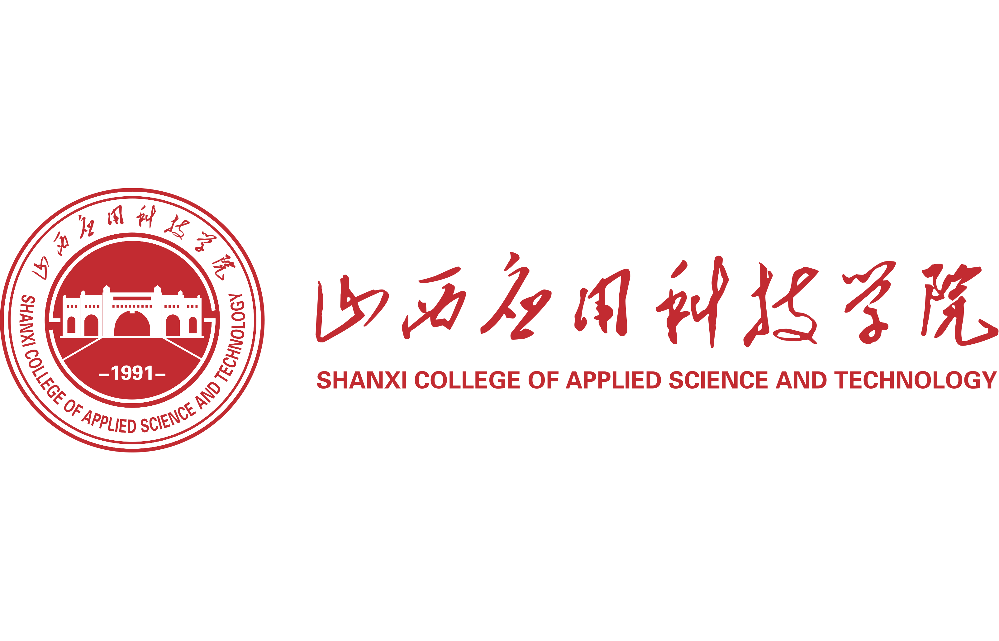 山西应用科技学院
SHANXI COLLEGE OF APPLIED SCIENCE AND TECHNOLOGY
-1991-
山西应用科技学院
SHANXI COLLEGE OF APPLIED SCIENCE AND TECHNOLOGY